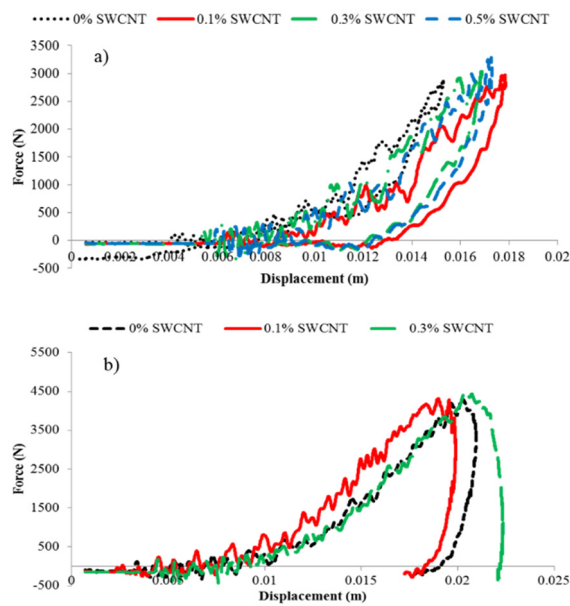 0% SWCNT 0.1% SWCNT 0.3% SWCNT 0.5% SWCNT
a)
3500
3000
2500
2000
1500
1000
500
0
-500
Force (N)
0 0.002 0.004 0.006 0.008 0.01 0.012 0.014 0.016 0.018 0.02
Displacement (m)
0% SWCNT 0.1% SWCNT 0.3% SWCNT
b)
5500
4500
3500
2500
1500
500
-500
Force (N)
0 0.005 0.01 0.015 0.02 0.025
Displacement (m)